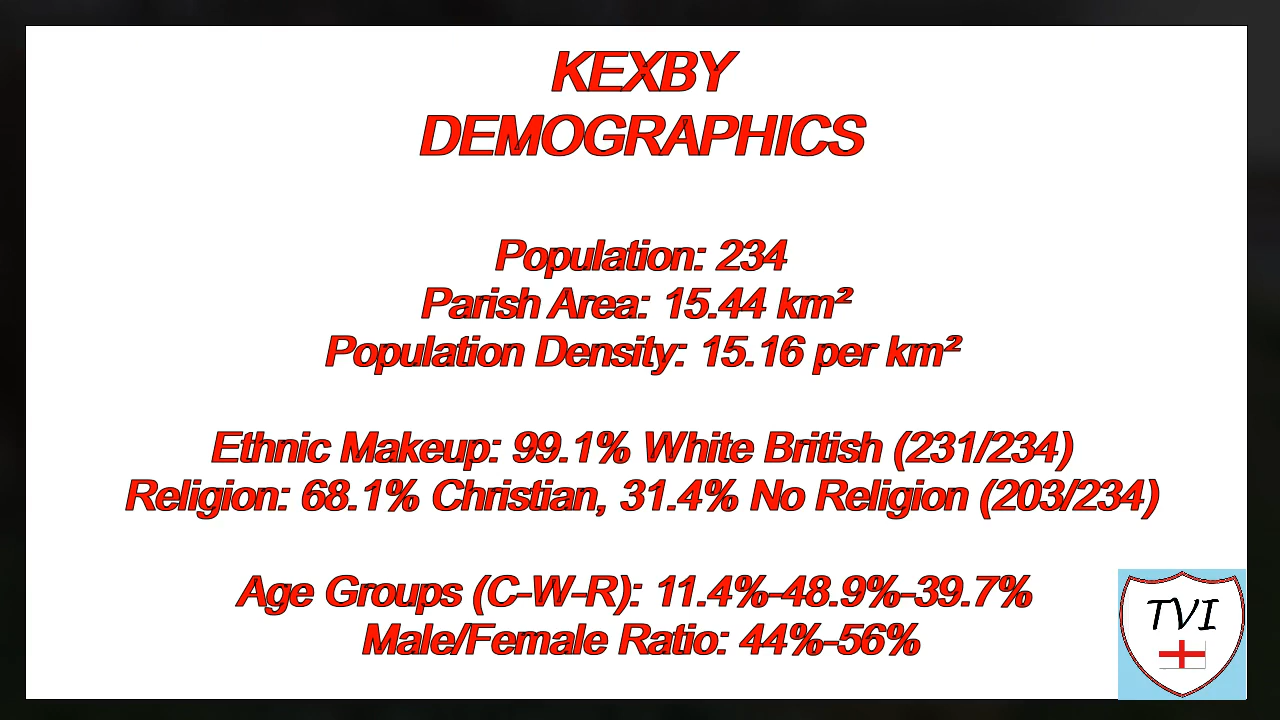 KEXBY
DEMOGRAPHICS
Population: 234
Parish Area: 15.44 km²
Population Density: 15.16 per km²
Ethnic Makeup: 99.1% White British (231/234)
Religion: 68.1% Christian, 31.4% No Religion (203/234)
Age Groups (C-W-R): 11.4%-48.9%-39.7%
Male/Female Ratio: 44%-56%
TVI